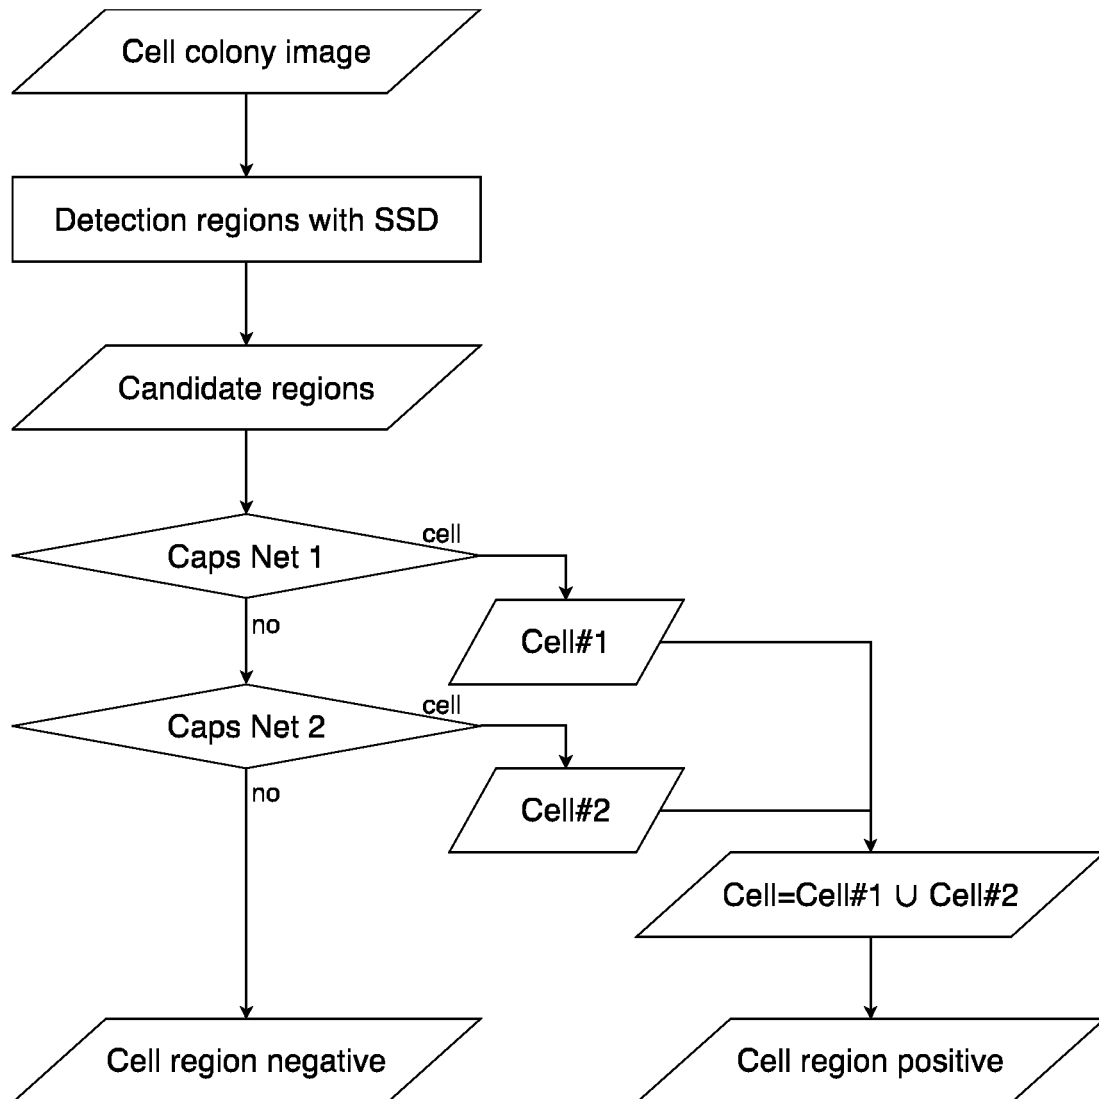 Cell colony image
Detection regions with SSD
Candidate regions
Caps Net 1
cell
no
Cell#1
Caps Net 2
cell
no
Cell#2
Cell=Cell#1 ∪ Cell#2
Cell region negative
Cell region positive